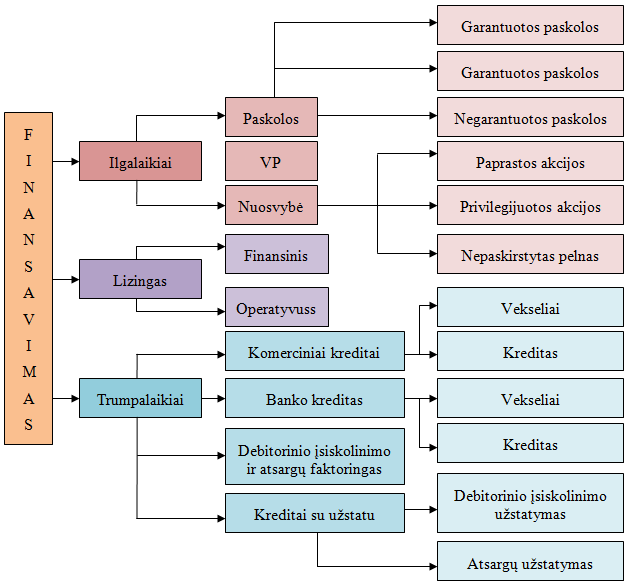 FINANSAVIMAS
Ilgalaikiai
Paskolos
Garantuotos paskolos
Garantuotos paskolos
Negarantuotos paskolos
VP
Nuosvybė
Paprastos akcijos
Privilegijuotos akcijos
Nepaskirstytas pelnas
Lizingas
Finansinis
Operatyvuss
Trumpalaikiai
Komerciniai kreditai
Vekseliai
Kreditas
Banko kreditas
Vekseliai
Kreditas
Debitorinio įsiskolinimo
ir atsargų faktoringas
Kreditai su užstatu
Debitorinio įsiskolinimo
užstatymas
Atsargų užstatymas